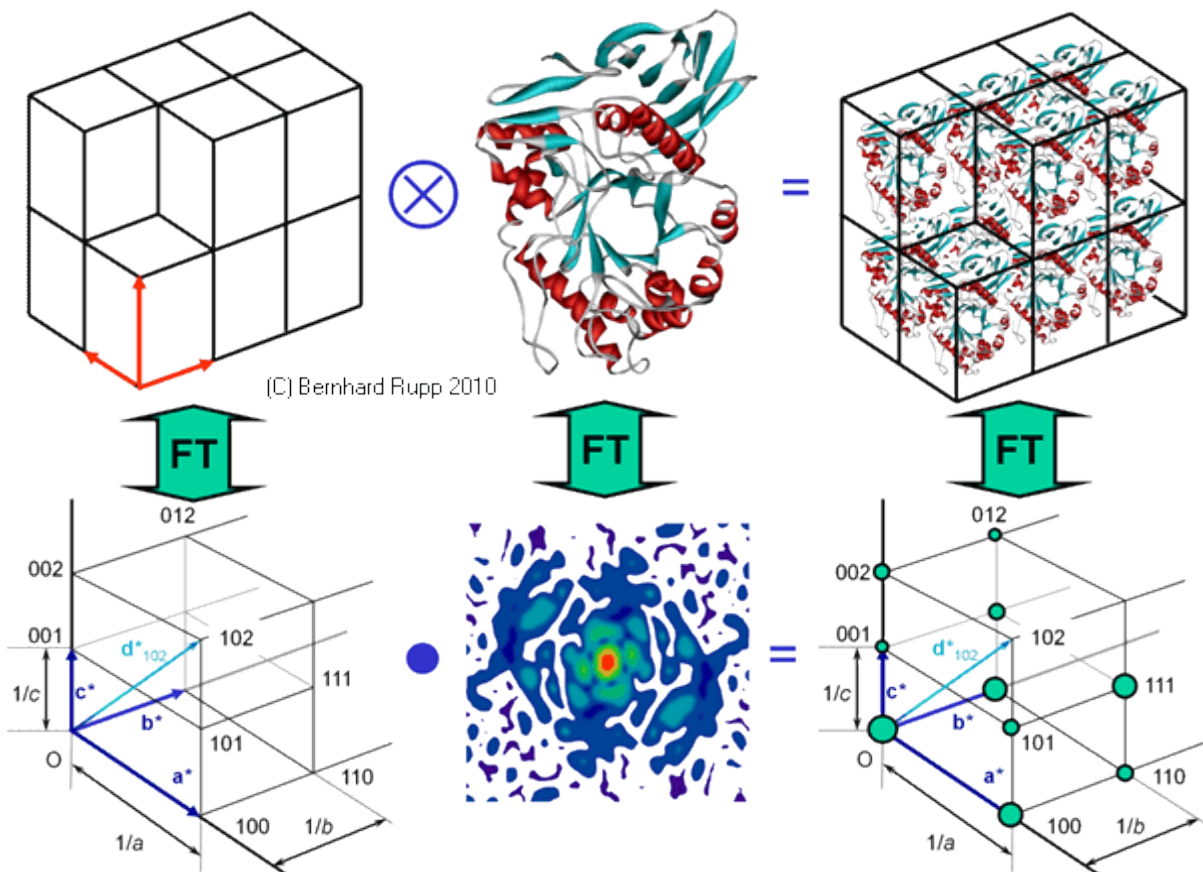 =
(C) Bernhard Rupp 2010
FT
FT
FT
012
002
001
d*102
102
1/c
c*
b*
111
101
O
a*
110
100
1/a
1/b
=
012
002
001
d*102
102
1/c
c*
b*
111
101
O
a*
110
100
1/a
1/b